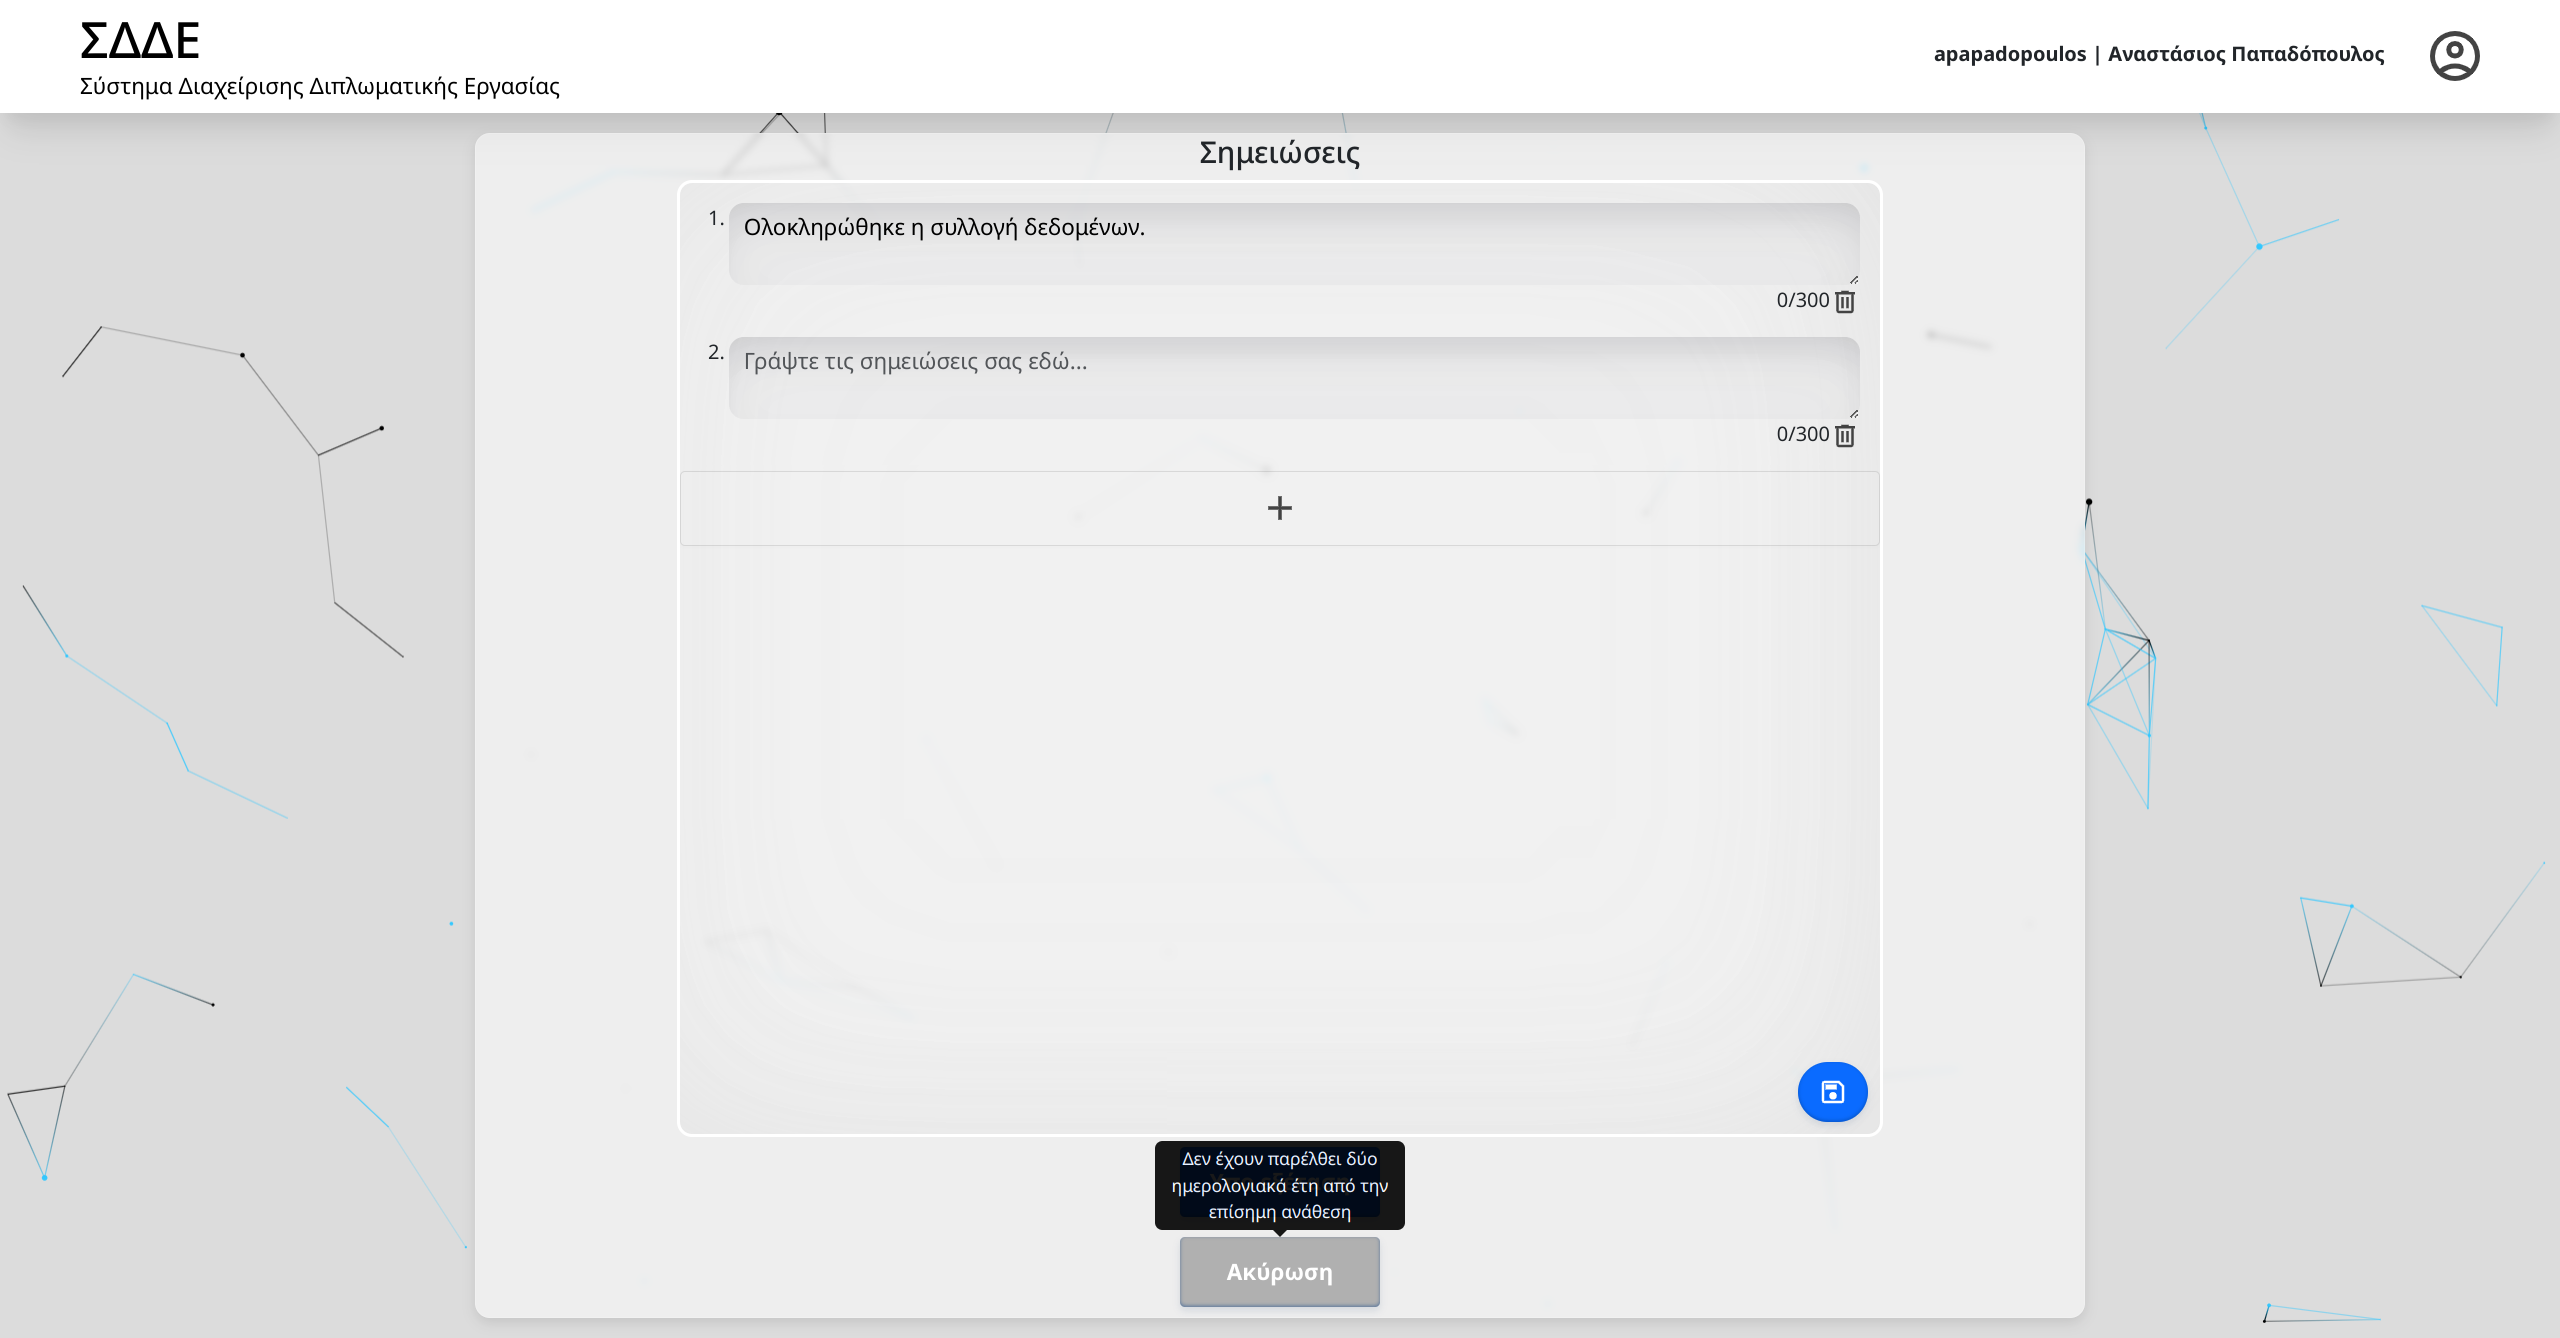 ΣΔΔΕ
Σύστημα Διαχείρισης Διπλωματικής Εργασίας
apapadopoulos | Αναστάσιος Παπαδόπουλος
Σημειώσεις
1.
Ολοκληρώθηκε η συλλογή δεδομένων.
0/300
2.
Γράψτε τις σημειώσεις σας εδώ...
0/300
+
Δεν έχουν παρέλθει δύο
ημερολογιακά έτη από την
επίσημη ανάθεση
Ακύρωση